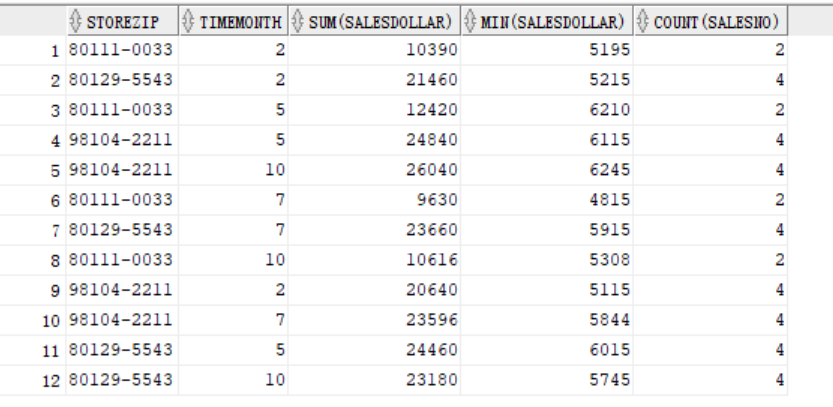 STOREZIP TIMEMONTH SUM(SALESDOLLAR) MIN(SALESDOLLAR) COUNT(SALESNO)
1 80111-0033 2 10390 5195 2
2 80129-5543 2 21460 5215 4
3 80111-0033 5 12420 6210 2
4 98104-2211 5 24840 6115 4
5 98104-2211 10 26040 6245 4
6 80111-0033 7 9630 4815 2
7 80129-5543 7 23660 5915 4
8 80111-0033 10 10616 5308 2
9 98104-2211 2 20640 5115 4
10 98104-2211 7 23596 5844 4
11 80129-5543 5 24460 6015 4
12 80129-5543 10 23180 5745 4